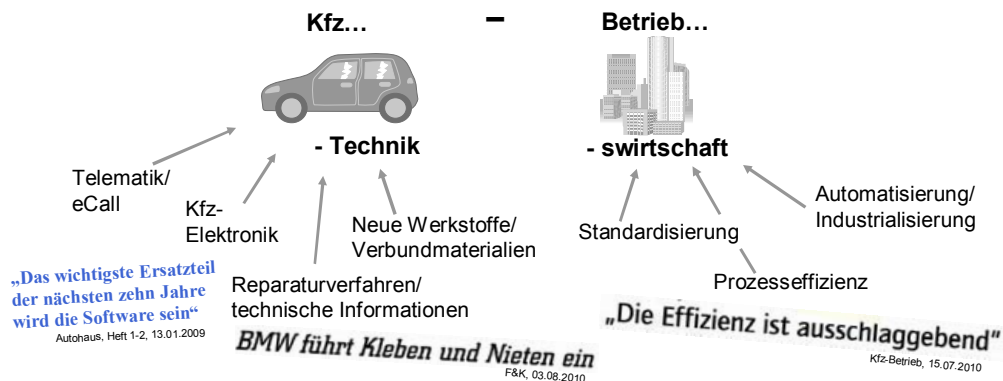 Kfz… – Betrieb…
- Technik
- swirtschaft
Telematik/
eCall
Kfz-
Elektronik
Neue Werkstoffe/
Verbundmaterialien
Reparaturverfahren/
technische Informationen
Standardisierung
Automatisierung/
Industrialisierung
Prozesseffizienz
„Das wichtigste Ersatzteil
der nächsten zehn Jahre
wird die Software sein“
Autohaus, Heft 1-2, 13.01.2009
BMW führt Kleben und Nieten ein
F&K, 03.08.2010
„Die Effizienz ist ausschlaggebend“
Kfz-Betrieb, 15.07.2010